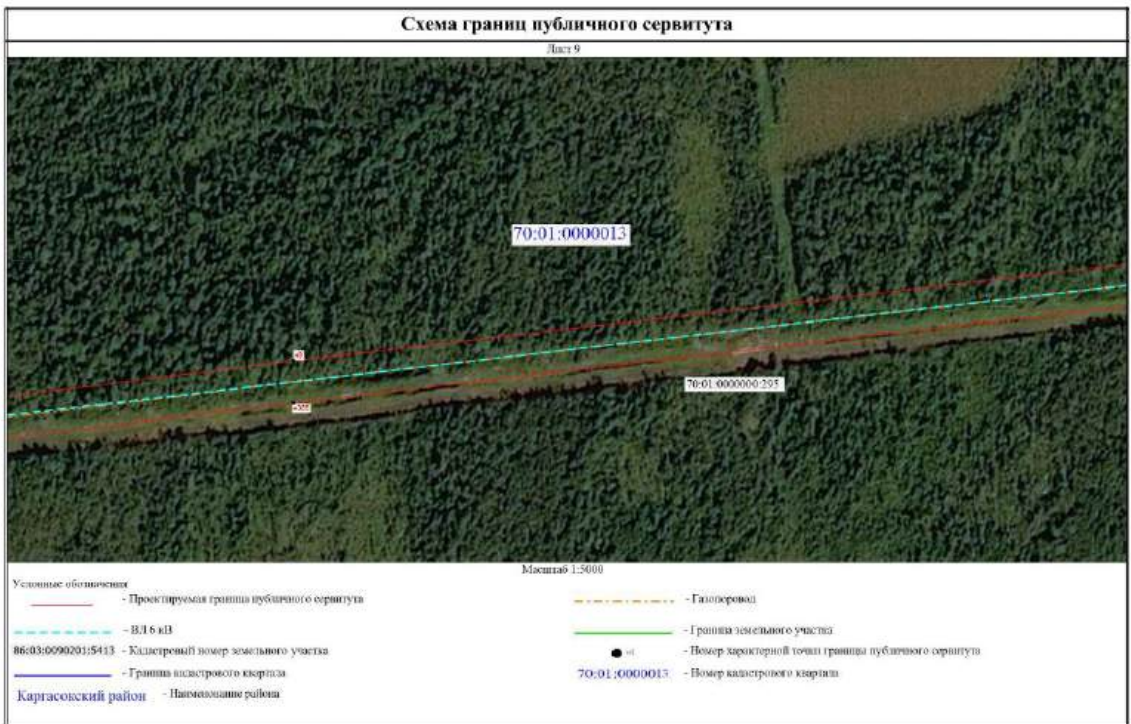 Схема границ публичного сервитута
Лист 9
70:01:0000013
70:01:0000000:295
Масштаб 1:5000
Условные обозначения
- Проектируемая граница публичного сервитута
- Газопоровод
- ВЛ 6 кВ
- Граница земельного участка
86:03:0090201:5413 - Кадастровый номер земельного участка
- Номер характерной точки границы публичного сервитута
- Граница кадастрового квартала
70:01:0000013 - Номер кадастрового квартала
Каргасокский район - Наименование района